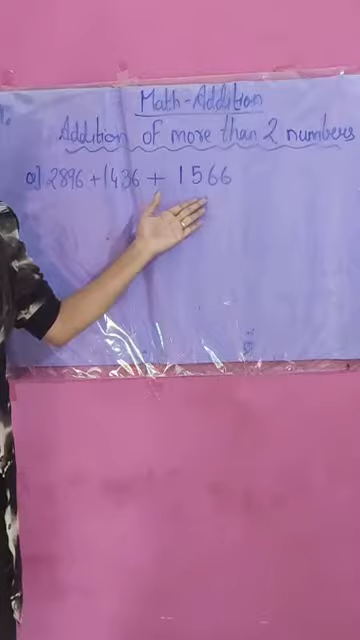 Math-Addition
Addition of more than 2 numbers
a] 2896 + 1436 + 1566